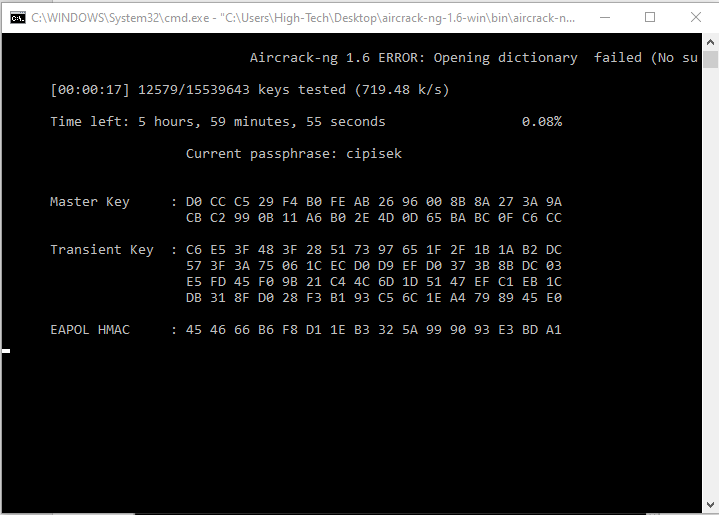 C:\WINDOWS\System32\cmd.exe - "C:\Users\High-Tech\Desktop\aircrack-ng-1.6-win\bin\aircrack-n...
Aircrack-ng 1.6 ERROR: Opening dictionary  failed (No su
[00:00:17] 12579/15539643 keys tested (719.48 k/s)
Time left: 5 hours, 59 minutes, 55 seconds 0.08%
Current passphrase: cipisek
Master Key : D0 CC C5 29 F4 B0 FE AB 26 96 00 8B 8A 27 3A 9A
CB C2 99 0B 11 A6 B0 2E 4D 0D 65 BA BC 0F C6 CC
Transient Key : C6 E5 3F 48 3F 28 51 73 97 65 1F 2F 1B 1A B2 DC
57 3F 3A 75 06 1C EC D0 D9 EF D0 37 3B 8B DC 03
E5 FD 45 F0 9B 21 C4 4C 6D 1D 51 47 EF C1 EB 1C
DB 31 8F D0 28 F3 B1 93 C5 6C 1E A4 79 89 45 E0
EAPOL HMAC : 45 46 66 B6 F8 D1 1E B3 32 5A 99 90 93 E3 BD A1